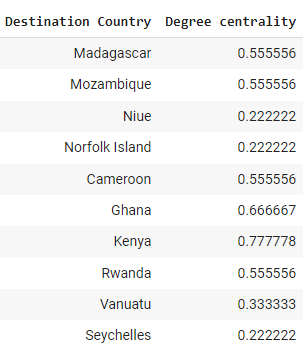 Destination Country Degree centrality
Madagascar 0.555556
Mozambique 0.555556
Niue 0.222222
Norfolk Island 0.222222
Cameroon 0.555556
Ghana 0.666667
Kenya 0.777778
Rwanda 0.555556
Vanuatu 0.333333
Seychelles 0.222222